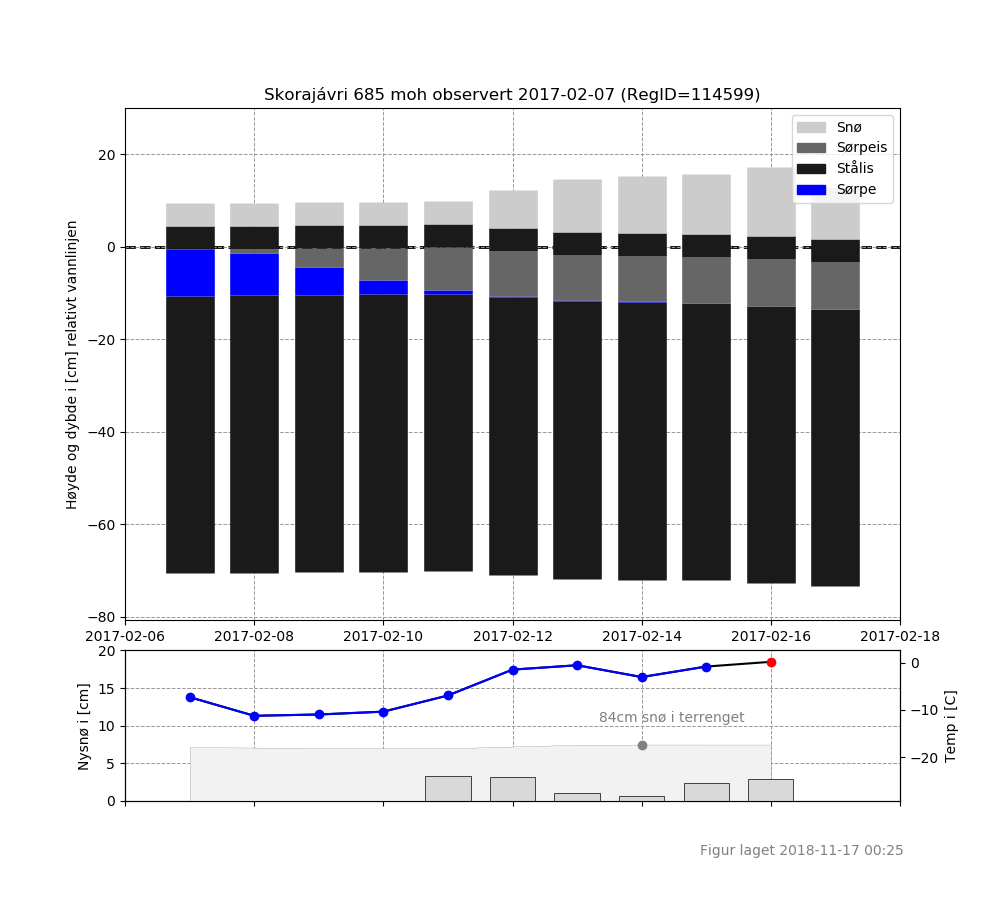 Skorajávri 685 moh observert 2017-02-07 (RegID=114599)
Snø
Sørpeis
Stålis
Sørpe
Høyde og dybde i [cm] relativt vannlinjen
20
0
−20
−40
−60
−80
2017-02-06 2017-02-08 2017-02-10 2017-02-12 2017-02-14 2017-02-16 2017-02-18
Nysnø i [cm]
20
15
10
5
0
84cm snø i terrenget
0
−10
−20
Temp i [C]
Figur laget 2018-11-17 00:25